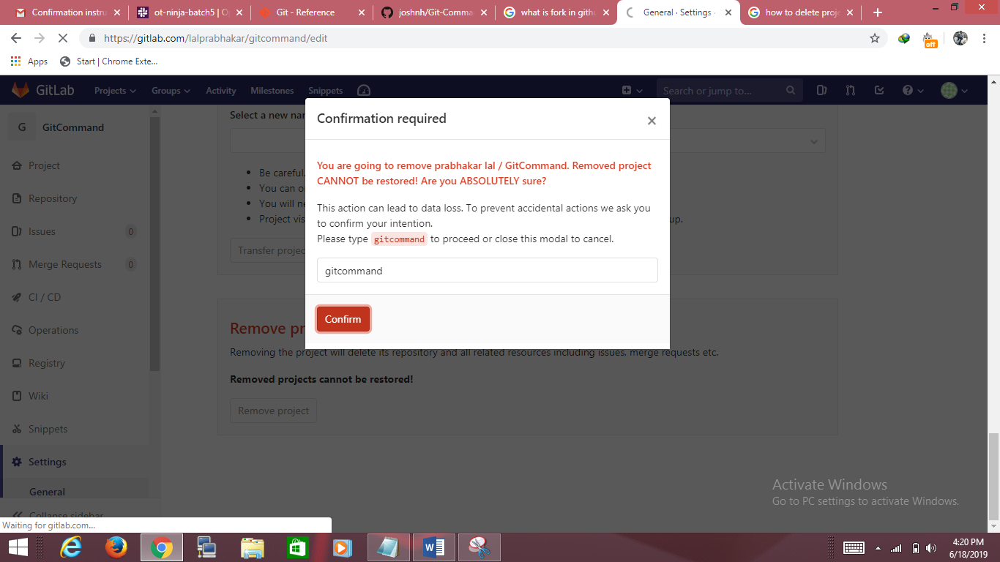 Confirmation instru
ot-ninja-batch5 | O
Git - Reference
joshnh/Git-Comma
what is fork in gith
General · Settings ·
how to delete proj
https://gitlab.com/lalprabhakar/gitcommand/edit
off
Apps
Start | Chrome Exte...
GitLab
Projects
Groups
Activity
Milestones
Snippets
Search or jump to...
G
GitCommand
Project
Repository
Issues
0
Merge Requests
0
CI / CD
Operations
Registry
Wiki
Snippets
Settings
General
Collapse sidebar
Select a new nam
Be careful.
You can o
You will ne
Project vis
up.
Transfer projec
Confirmation required
You are going to remove prabhakar lal / GitCommand. Removed project
CANNOT be restored! Are you ABSOLUTELY sure?
This action can lead to data loss. To prevent accidental actions we ask you
to confirm your intention.
Please type gitcommand to proceed or close this modal to cancel.
gitcommand
Confirm
Remove pr
Removing the project will delete its repository and all related resources including issues, merge requests etc.
Removed projects cannot be restored!
Remove project
Activate Windows
Go to PC settings to activate Windows.
Waiting for gitlab.com...
4:20 PM
6/18/2019